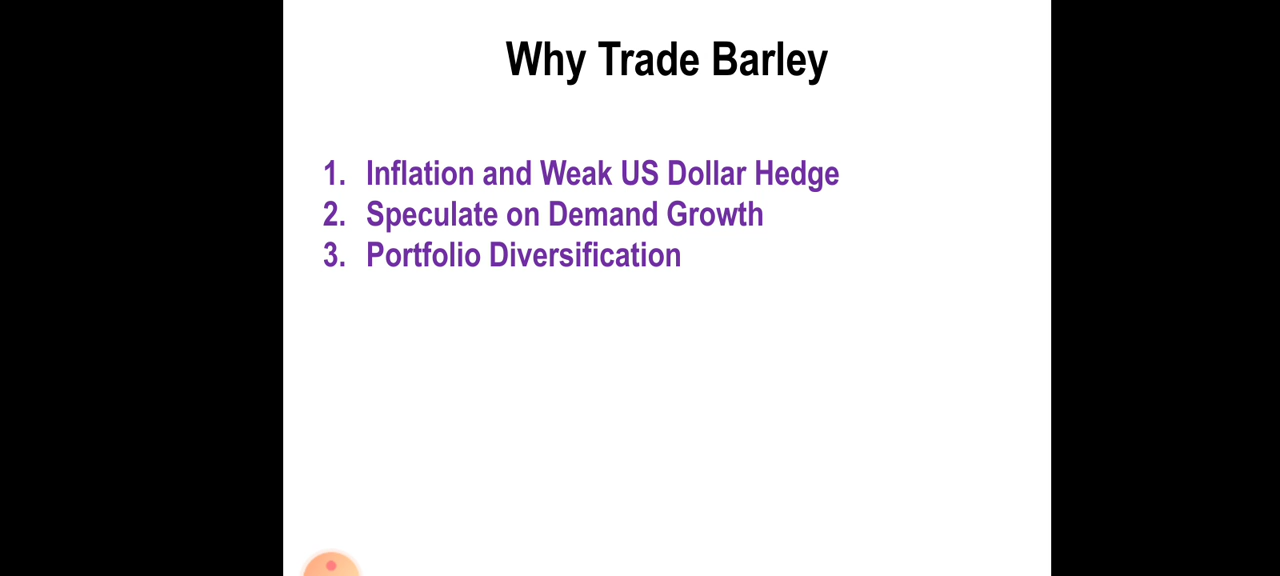 Why Trade Barley
1. Inflation and Weak US Dollar Hedge
2. Speculate on Demand Growth
3. Portfolio Diversification